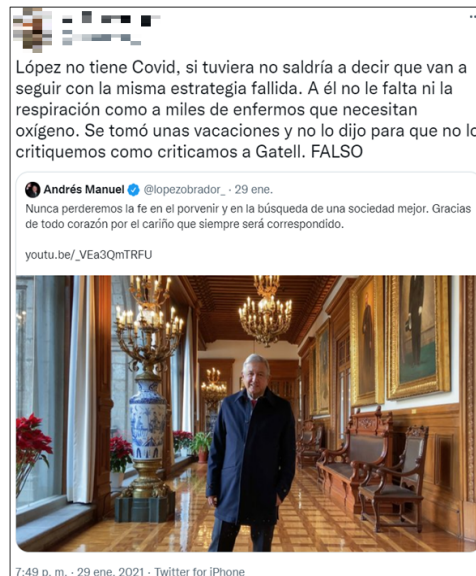 López no tiene Covid, si tuviera no saldría a decir que van a
seguir con la misma estrategia fallida. A él no le falta ni la
respiración como a miles de enfermos que necesitan
oxígeno. Se tomó unas vacaciones y no lo dijo para que no lo
critiquemos como criticamos a Gatell. FALSO
Andrés Manuel @lopezobrador_ · 29 ene.
Nunca perderemos la fe en el porvenir y en la búsqueda de una sociedad mejor. Gracias
de todo corazón por el cariño que siempre será correspondido.
youtu.be/_VEa3QmTRFU
7:49 p. m. · 29 ene. 2021 · Twitter for iPhone